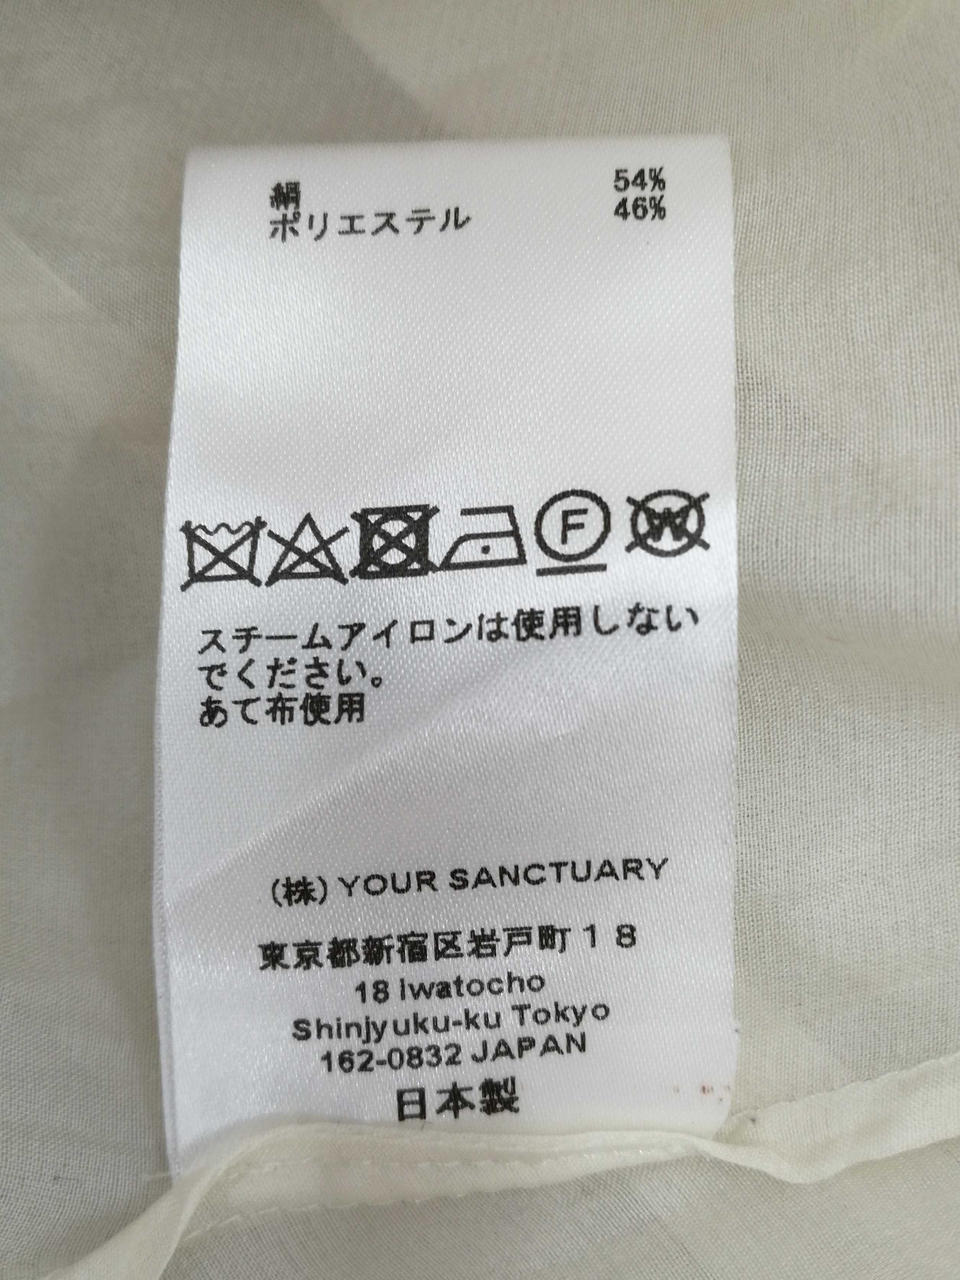 絹 54%
ポリエステル 46%
F W
スチームアイロンは使用しない
でください。
あて布使用
(株) YOUR SANCTUARY
東京都新宿区岩戸町18
18 Iwatocho
Shinjyuku-ku Tokyo
162-0832 JAPAN
日本製